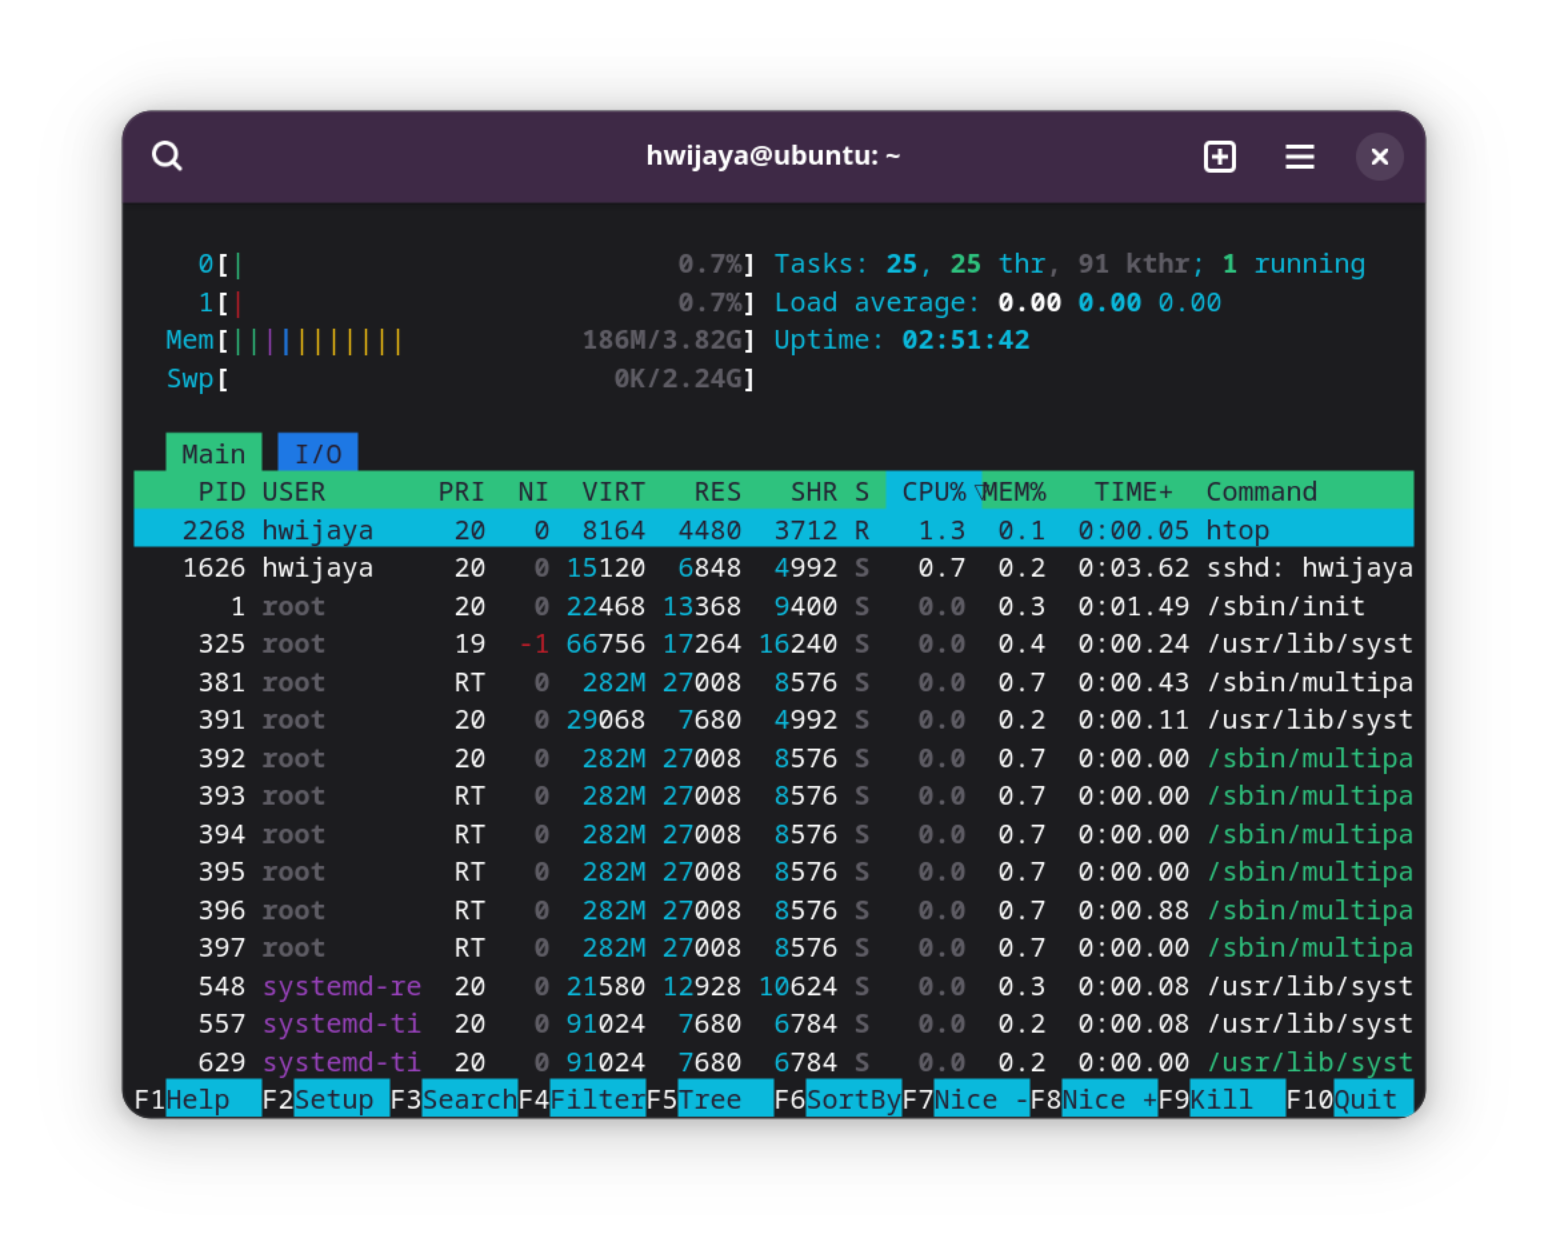 hwijaya@ubuntu: ~
0[| 0.7%] Tasks: 25, 25 thr, 91 kthr; 1 running
1[| 0.7%] Load average: 0.00 0.00 0.00
Mem[||||||||||| 186M/3.82G] Uptime: 02:51:42
Swp[ 0K/2.24G]
Main I/O
PID USER PRI NI VIRT RES SHR S CPU%▽MEM% TIME+ Command
2268 hwijaya 20 0 8164 4480 3712 R 1.3 0.1 0:00.05 htop
1626 hwijaya 20 0 15120 6848 4992 S 0.7 0.2 0:03.62 sshd: hwijaya
1 root 20 0 22468 13368 9400 S 0.0 0.3 0:01.49 /sbin/init
325 root 19 -1 66756 17264 16240 S 0.0 0.4 0:00.24 /usr/lib/syst
381 root RT 0 282M 27008 8576 S 0.0 0.7 0:00.43 /sbin/multipa
391 root 20 0 29068 7680 4992 S 0.0 0.2 0:00.11 /usr/lib/syst
392 root 20 0 282M 27008 8576 S 0.0 0.7 0:00.00 /sbin/multipa
393 root RT 0 282M 27008 8576 S 0.0 0.7 0:00.00 /sbin/multipa
394 root RT 0 282M 27008 8576 S 0.0 0.7 0:00.00 /sbin/multipa
395 root RT 0 282M 27008 8576 S 0.0 0.7 0:00.00 /sbin/multipa
396 root RT 0 282M 27008 8576 S 0.0 0.7 0:00.88 /sbin/multipa
397 root RT 0 282M 27008 8576 S 0.0 0.7 0:00.00 /sbin/multipa
548 systemd-re 20 0 21580 12928 10624 S 0.0 0.3 0:00.08 /usr/lib/syst
557 systemd-ti 20 0 91024 7680 6784 S 0.0 0.2 0:00.08 /usr/lib/syst
629 systemd-ti 20 0 91024 7680 6784 S 0.0 0.2 0:00.00 /usr/lib/syst
F1Help F2Setup F3SearchF4FilterF5Tree F6SortByF7Nice -F8Nice +F9Kill F10Quit